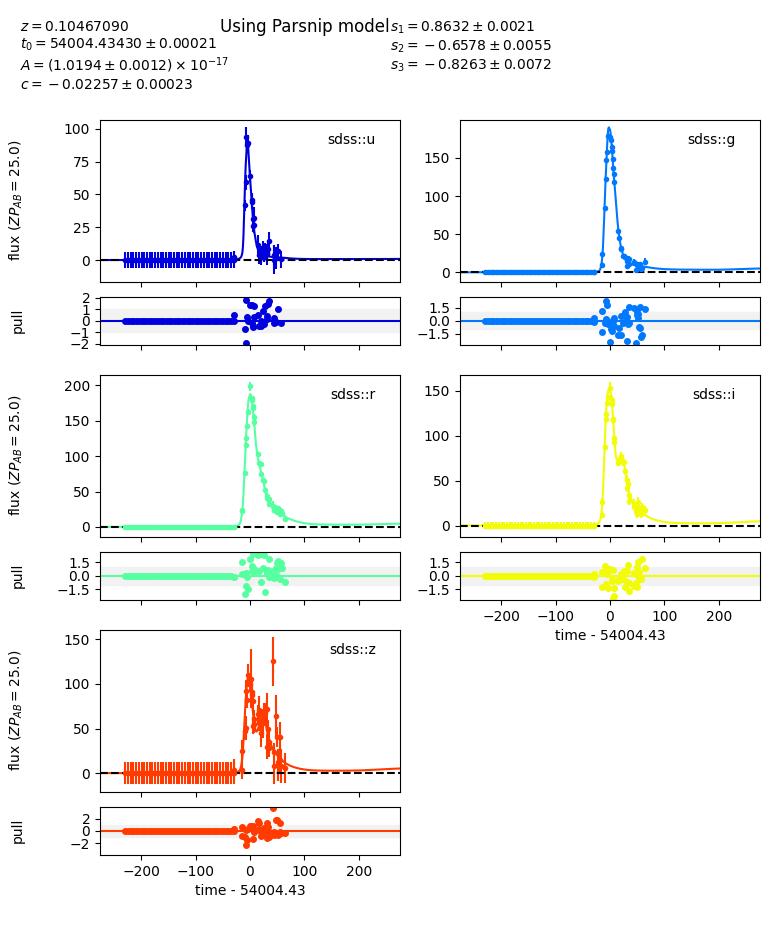 z = 0.10467090
Using Parsnip model
s₁ = 0.8632 ± 0.0021
t₀ = 54004.43430 ± 0.00021
s₂ = −0.6578 ± 0.0055
A = (1.0194 ± 0.0012) × 10⁻¹⁷
s₃ = −0.8263 ± 0.0072
c = −0.02257 ± 0.00023
sdss::u
100
75
50
25
0
flux (ZP_AB = 25.0)
sdss::g
150
100
50
0
2
1
0
−1
−2
pull
1.5
0.0
−1.5
sdss::r
200
150
100
50
0
flux (ZP_AB = 25.0)
sdss::i
150
100
50
0
1.5
0.0
−1.5
pull
1.5
0.0
−1.5
−200 −100 0 100 200
time - 54004.43
sdss::z
150
100
50
0
flux (ZP_AB = 25.0)
2
0
−2
pull
−200 −100 0 100 200
time - 54004.43